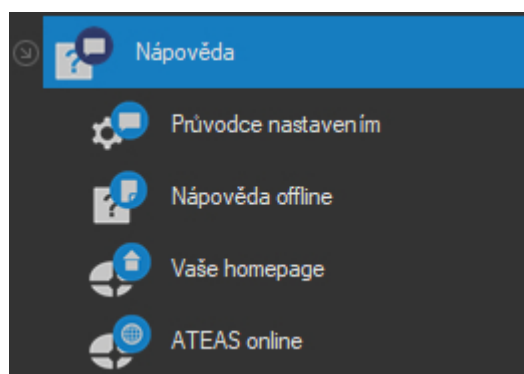 Nápověda
Průvodce nastavením
Nápověda offline
Vaše homepage
ATEAS online